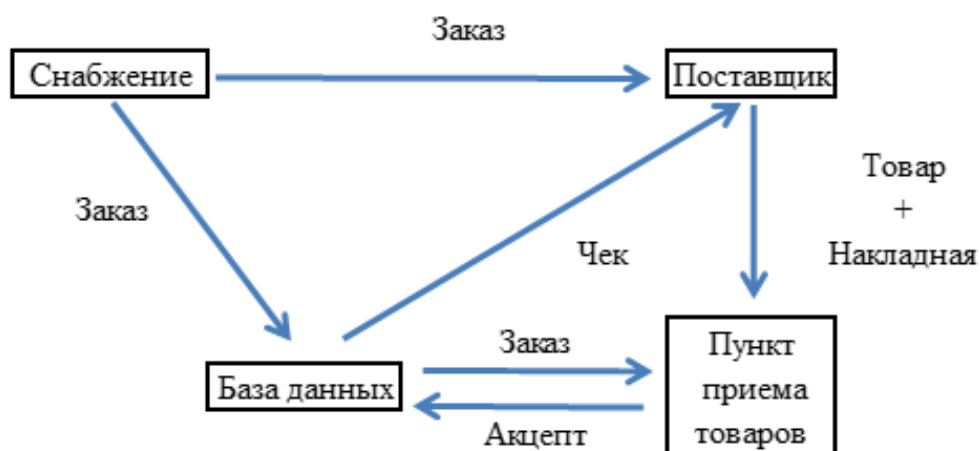 Заказ
Снабжение
Поставщик
Заказ
Товар
+
Накладная
Чек
Заказ
База данных
Акцепт
Пункт
приема
товаров